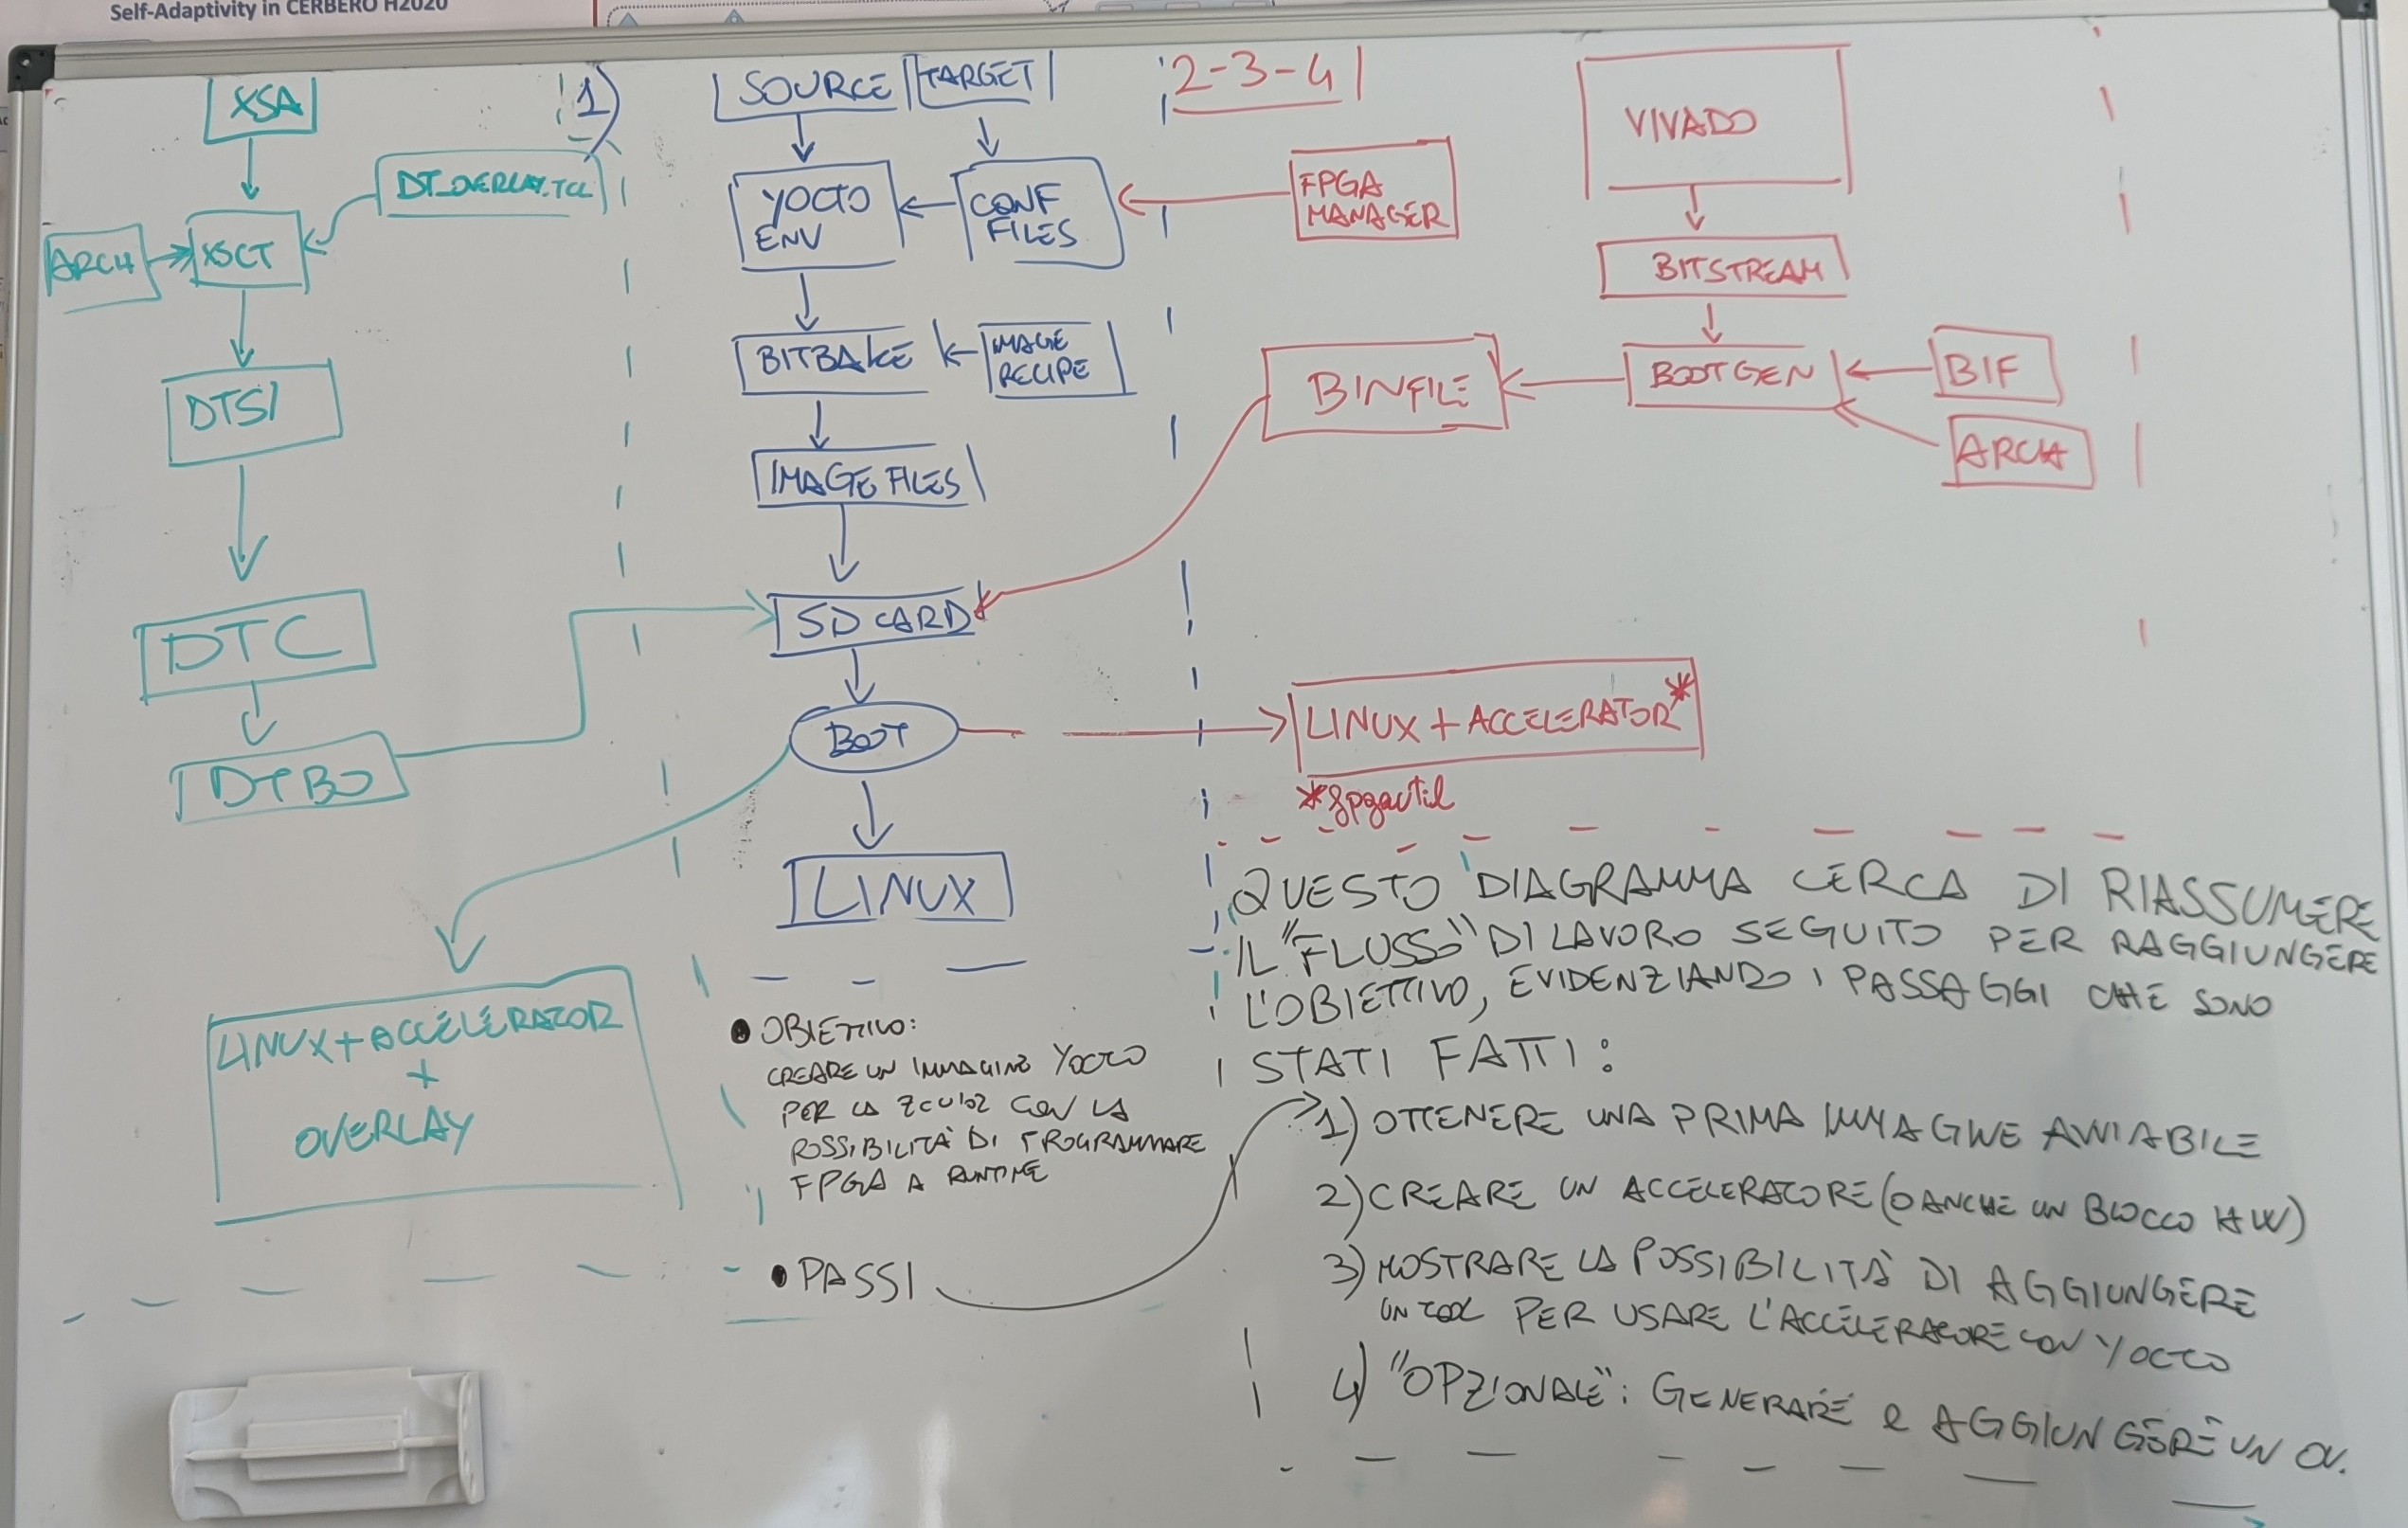 Self-Adaptivity in CERBERO H2020
XSA
DT_OVERLAY.TCL
ARCH
XSCT
DTSI
DTC
DTBO
LINUX + ACCELERATOR
+
OVERLAY
1)
SOURCE
TARGET
YOCTO
ENV
CONF
FILES
BITBAKE
IMAGE
RECIPE
IMAGE FILES
SD CARD
BOOT
LINUX
2-3-4
FPGA
MANAGER
VIVADO
BITSTREAM
BOOTGEN
BIF
ARCH
BINFILE
LINUX + ACCELERATOR*
*fpgautil
• OBIETTIVO:
CREARE UN IMMAGINE YOCTO
PER LA ZCU102 CON LA
POSSIBILITÀ DI PROGRAMMARE
FPGA A RUNTIME
• PASSI
QUESTO DIAGRAMMA CERCA DI RIASSUMERE
IL "FLUSSO" DI LAVORO SEGUITO PER RAGGIUNGERE
L'OBIETTIVO, EVIDENZIANDO I PASSAGGI CHE SONO
STATI FATTI:
1) OTTENERE UNA PRIMA IMMAGINE AVVIABILE
2) CREARE UN ACCELERATORE (O ANCHE UN BLOCCO HW)
3) MOSTRARE LA POSSIBILITÀ DI AGGIUNGERE
UN TOOL PER USARE L'ACCELERATORE CON YOCTO
4) "OPZIONALE": GENERARE e AGGIUNGERE UN OV.